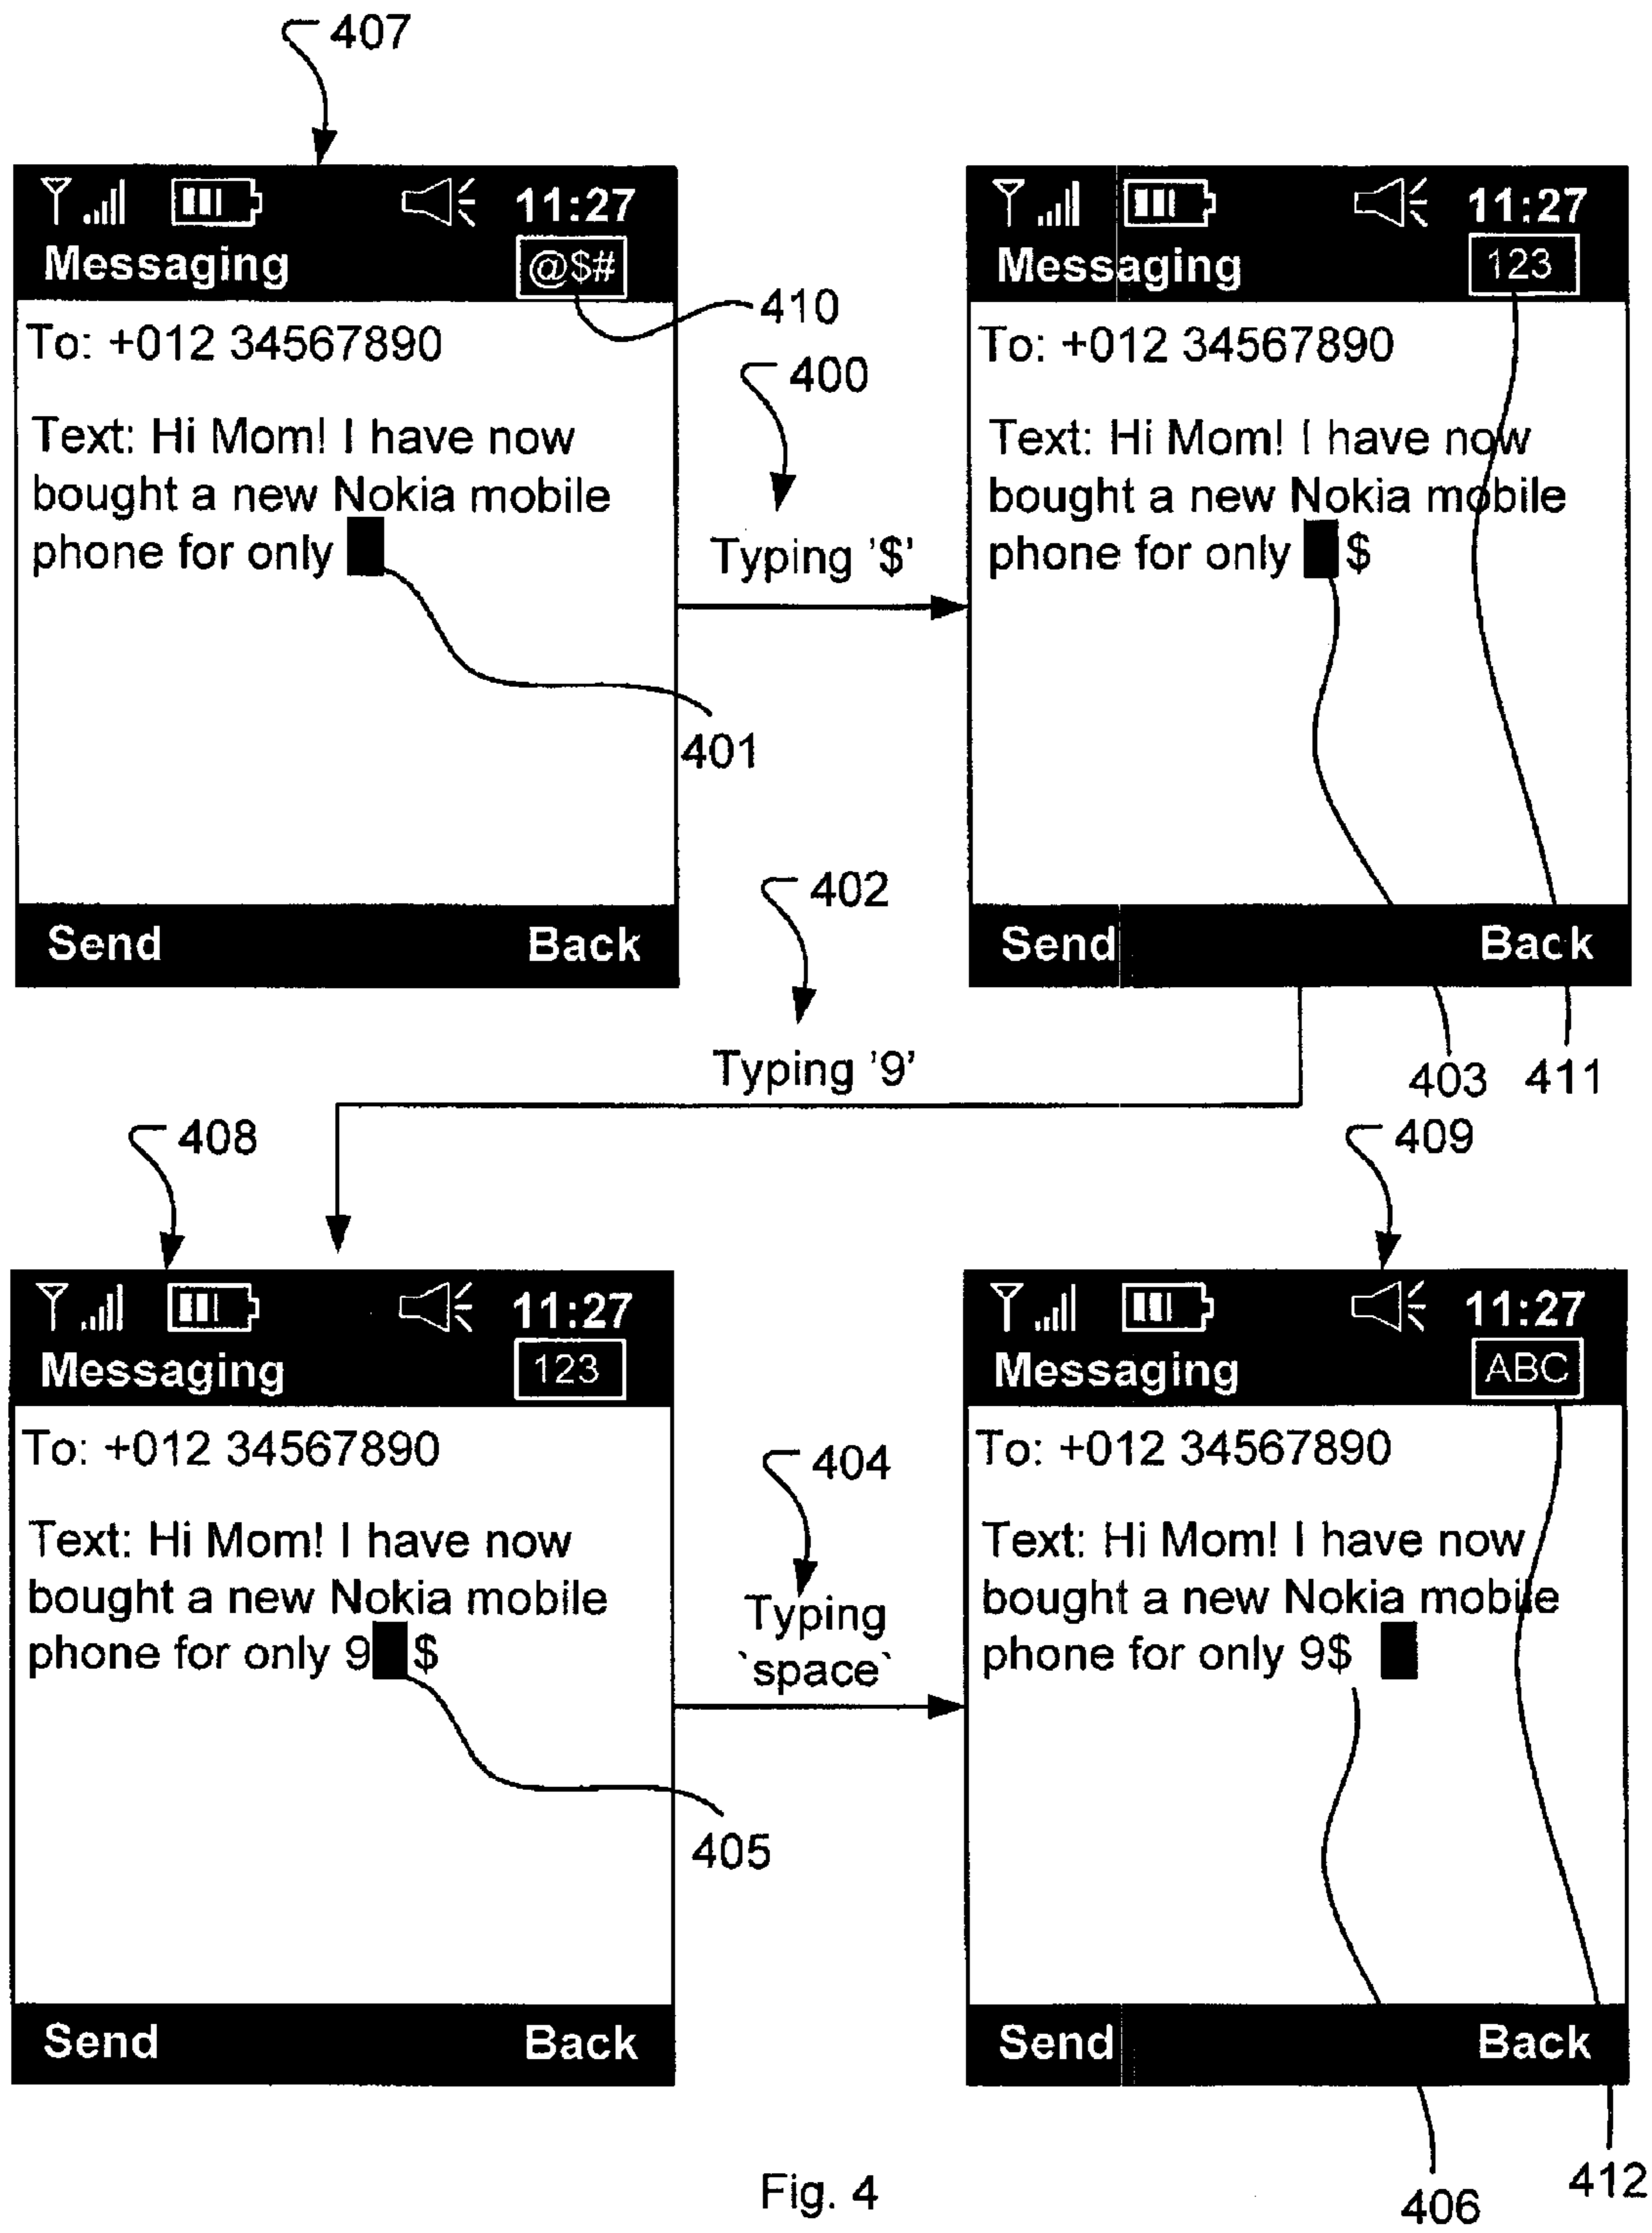 407
11:27
Messaging @$#
410
To: +012 34567890
Text: Hi Mom! I have now
bought a new Nokia mobile
phone for only
401
Send Back
400
Typing '$'
11:27
Messaging 123
To: +012 34567890
Text: Hi Mom! I have now
bought a new Nokia mobile
phone for only $
Send Back
403 411
402
Typing '9'
408
11:27
Messaging 123
To: +012 34567890
Text: Hi Mom! I have now
bought a new Nokia mobile
phone for only 9 $
405
Send Back
404
Typing
`space`
409
11:27
Messaging ABC
To: +012 34567890
Text: Hi Mom! I have now
bought a new Nokia mobile
phone for only 9$
Send Back
406 412
Fig. 4